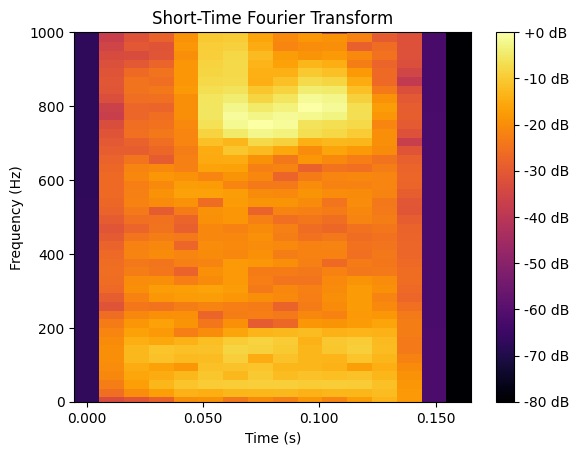 Short-Time Fourier Transform
1000
800
600
400
200
0
Frequency (Hz)
0.000
0.050
0.100
0.150
Time (s)
+0 dB
-10 dB
-20 dB
-30 dB
-40 dB
-50 dB
-60 dB
-70 dB
-80 dB